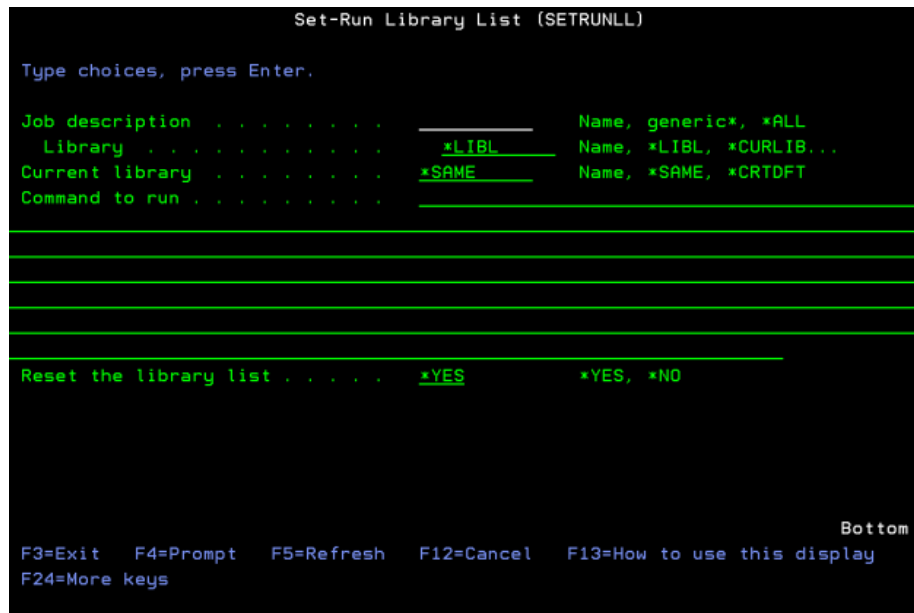 Set-Run Library List (SETRUNLL)
Type choices, press Enter.
Job description . . . . . . . . Name, generic*, *ALL
Library . . . . . . . . . . . *LIBL Name, *LIBL, *CURLIB...
Current library . . . . . . . . *SAME Name, *SAME, *CRTDFT
Command to run . . . . . . . . .
Reset the library list . . . . . *YES *YES, *NO
Bottom
F3=Exit F4=Prompt F5=Refresh F12=Cancel F13=How to use this display
F24=More keys